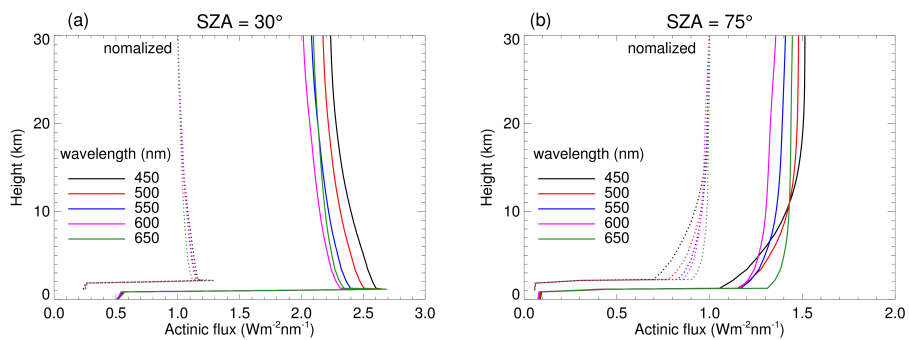 (a)
SZA = 30°
30
nomalized
20
wavelength (nm)
450
500
10
550
600
650
0
Height (km)
0.0 0.5 1.0 1.5 2.0 2.5 3.0
Actinic flux (Wm⁻²nm⁻¹)
(b)
SZA = 75°
30
nomalized
20
wavelength (nm)
450
500
10
550
600
650
0
Height (km)
0.0 0.5 1.0 1.5 2.0
Actinic flux (Wm⁻²nm⁻¹)